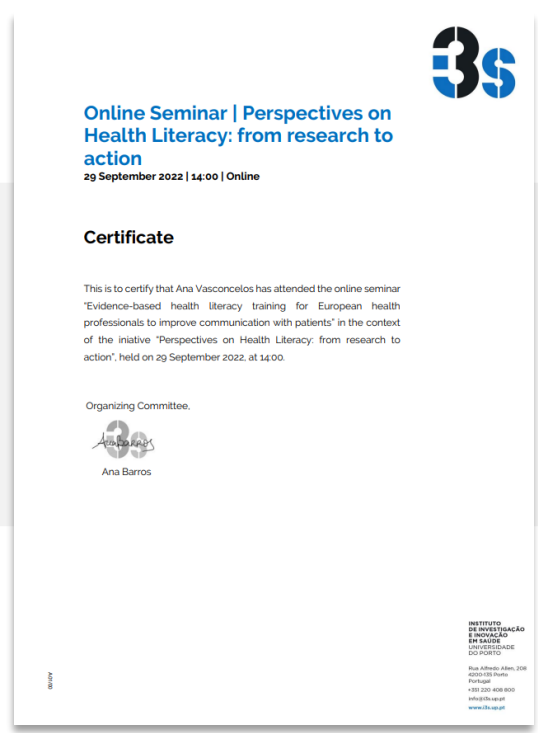 i3s
Online Seminar | Perspectives on
Health Literacy: from research to
action
29 September 2022 | 14:00 | Online
Certificate
This is to certify that Ana Vasconcelos has attended the online seminar
“Evidence-based health literacy training for European health
professionals to improve communication with patients” in the context
of the iniative “Perspectives on Health Literacy: from research to
action”, held on 29 September 2022, at 14:00.
Organizing Committee,
Ana Barros
Ana Barros
INSTITUTO
DE INVESTIGAÇÃO
E INOVAÇÃO
EM SAÚDE
UNIVERSIDADE
DO PORTO
Rua Alfredo Allen, 208
4200-135 Porto
Portugal
+351 220 408 800
info@i3s.up.pt
www.i3s.up.pt